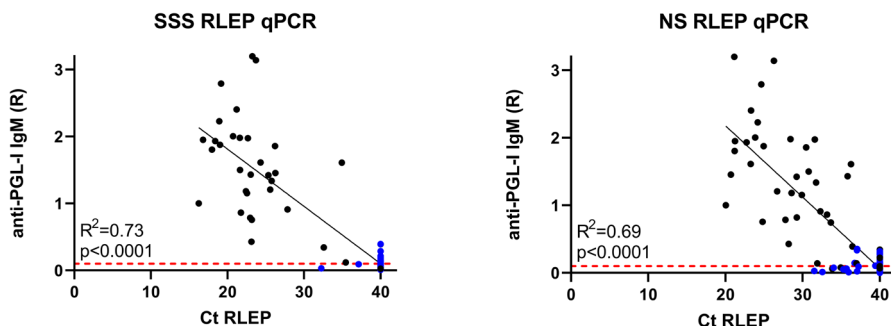 SSS RLEP qPCR
anti-PGL-I IgM (R)
3
2
1
0
R²=0.73
p<0.0001
0 10 20 30 40
Ct RLEP
NS RLEP qPCR
anti-PGL-I IgM (R)
3
2
1
0
R²=0.69
p<0.0001
0 10 20 30 40
Ct RLEP